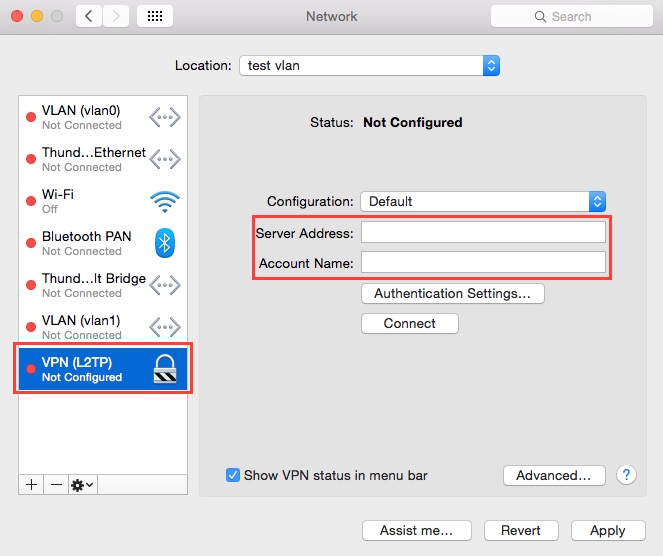 Network
Search
Location: test vlan
VLAN (vlan0)
Not Connected
Thund...Ethernet
Not Connected
Wi-Fi
Off
Bluetooth PAN
Not Connected
Thund...lt Bridge
Not Connected
VLAN (vlan1)
Not Connected
VPN (L2TP)
Not Configured
Status: Not Configured
Configuration: Default
Server Address:
Account Name:
Authentication Settings...
Connect
Show VPN status in menu bar
Advanced...
?
Assist me...
Revert
Apply